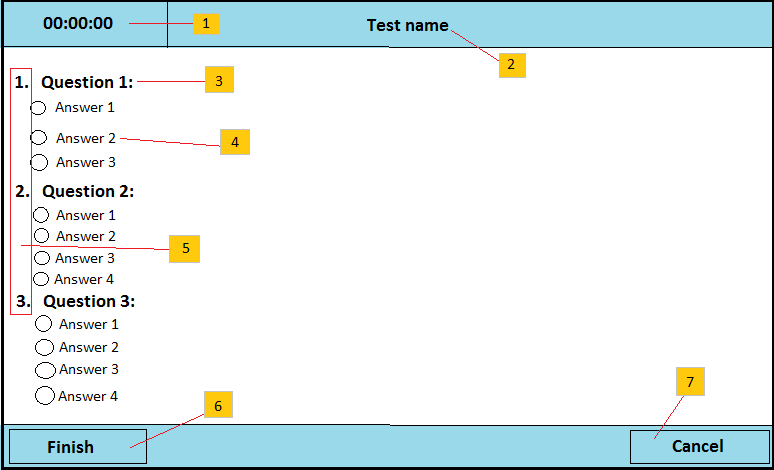 00:00:00 1 Test name
2
1. Question 1: 3
Answer 1
Answer 2 4
Answer 3
2. Question 2:
Answer 1
Answer 2
5
Answer 3
Answer 4
3. Question 3:
Answer 1
Answer 2
Answer 3
7
Answer 4
6
Finish Cancel